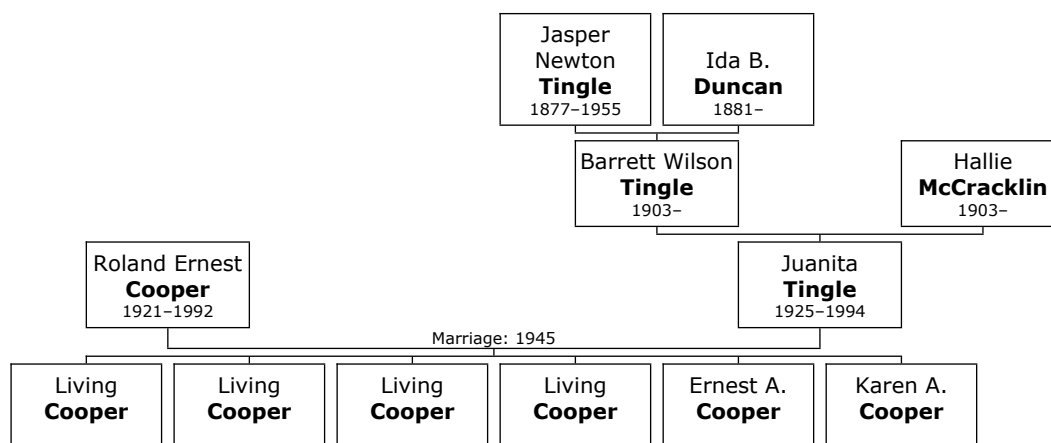 Jasper
Newton
Tingle
1877–1955
Ida B.
Duncan
1881–
Barrett Wilson
Tingle
1903–
Hallie
McCracklin
1903–
Roland Ernest
Cooper
1921–1992
Juanita
Tingle
1925–1994
Marriage: 1945
Living
Cooper
Living
Cooper
Living
Cooper
Living
Cooper
Ernest A.
Cooper
Karen A.
Cooper